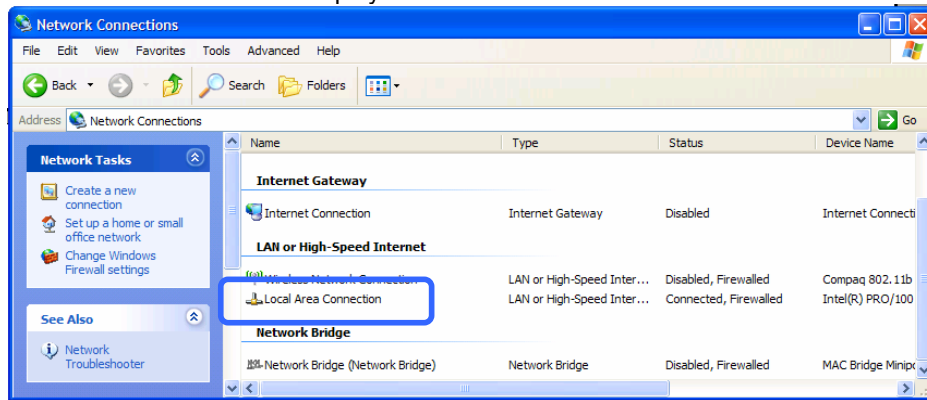 Network Connections
File Edit View Favorites Tools Advanced Help
Back Search Folders
Address Network Connections Go
Name Type Status Device Name
Network Tasks
Create a new
connection
Set up a home or small
office network
Change Windows
Firewall settings
See Also
Network
Troubleshooter
Internet Gateway
Internet Connection Internet Gateway Disabled Internet Connecti
LAN or High-Speed Internet
Wireless Network Connection LAN or High-Speed Inter... Disabled, Firewalled Compaq 802.11b
Local Area Connection LAN or High-Speed Inter... Connected, Firewalled Intel(R) PRO/100
Network Bridge
Network Bridge (Network Bridge) Network Bridge Disabled, Firewalled MAC Bridge Minipo